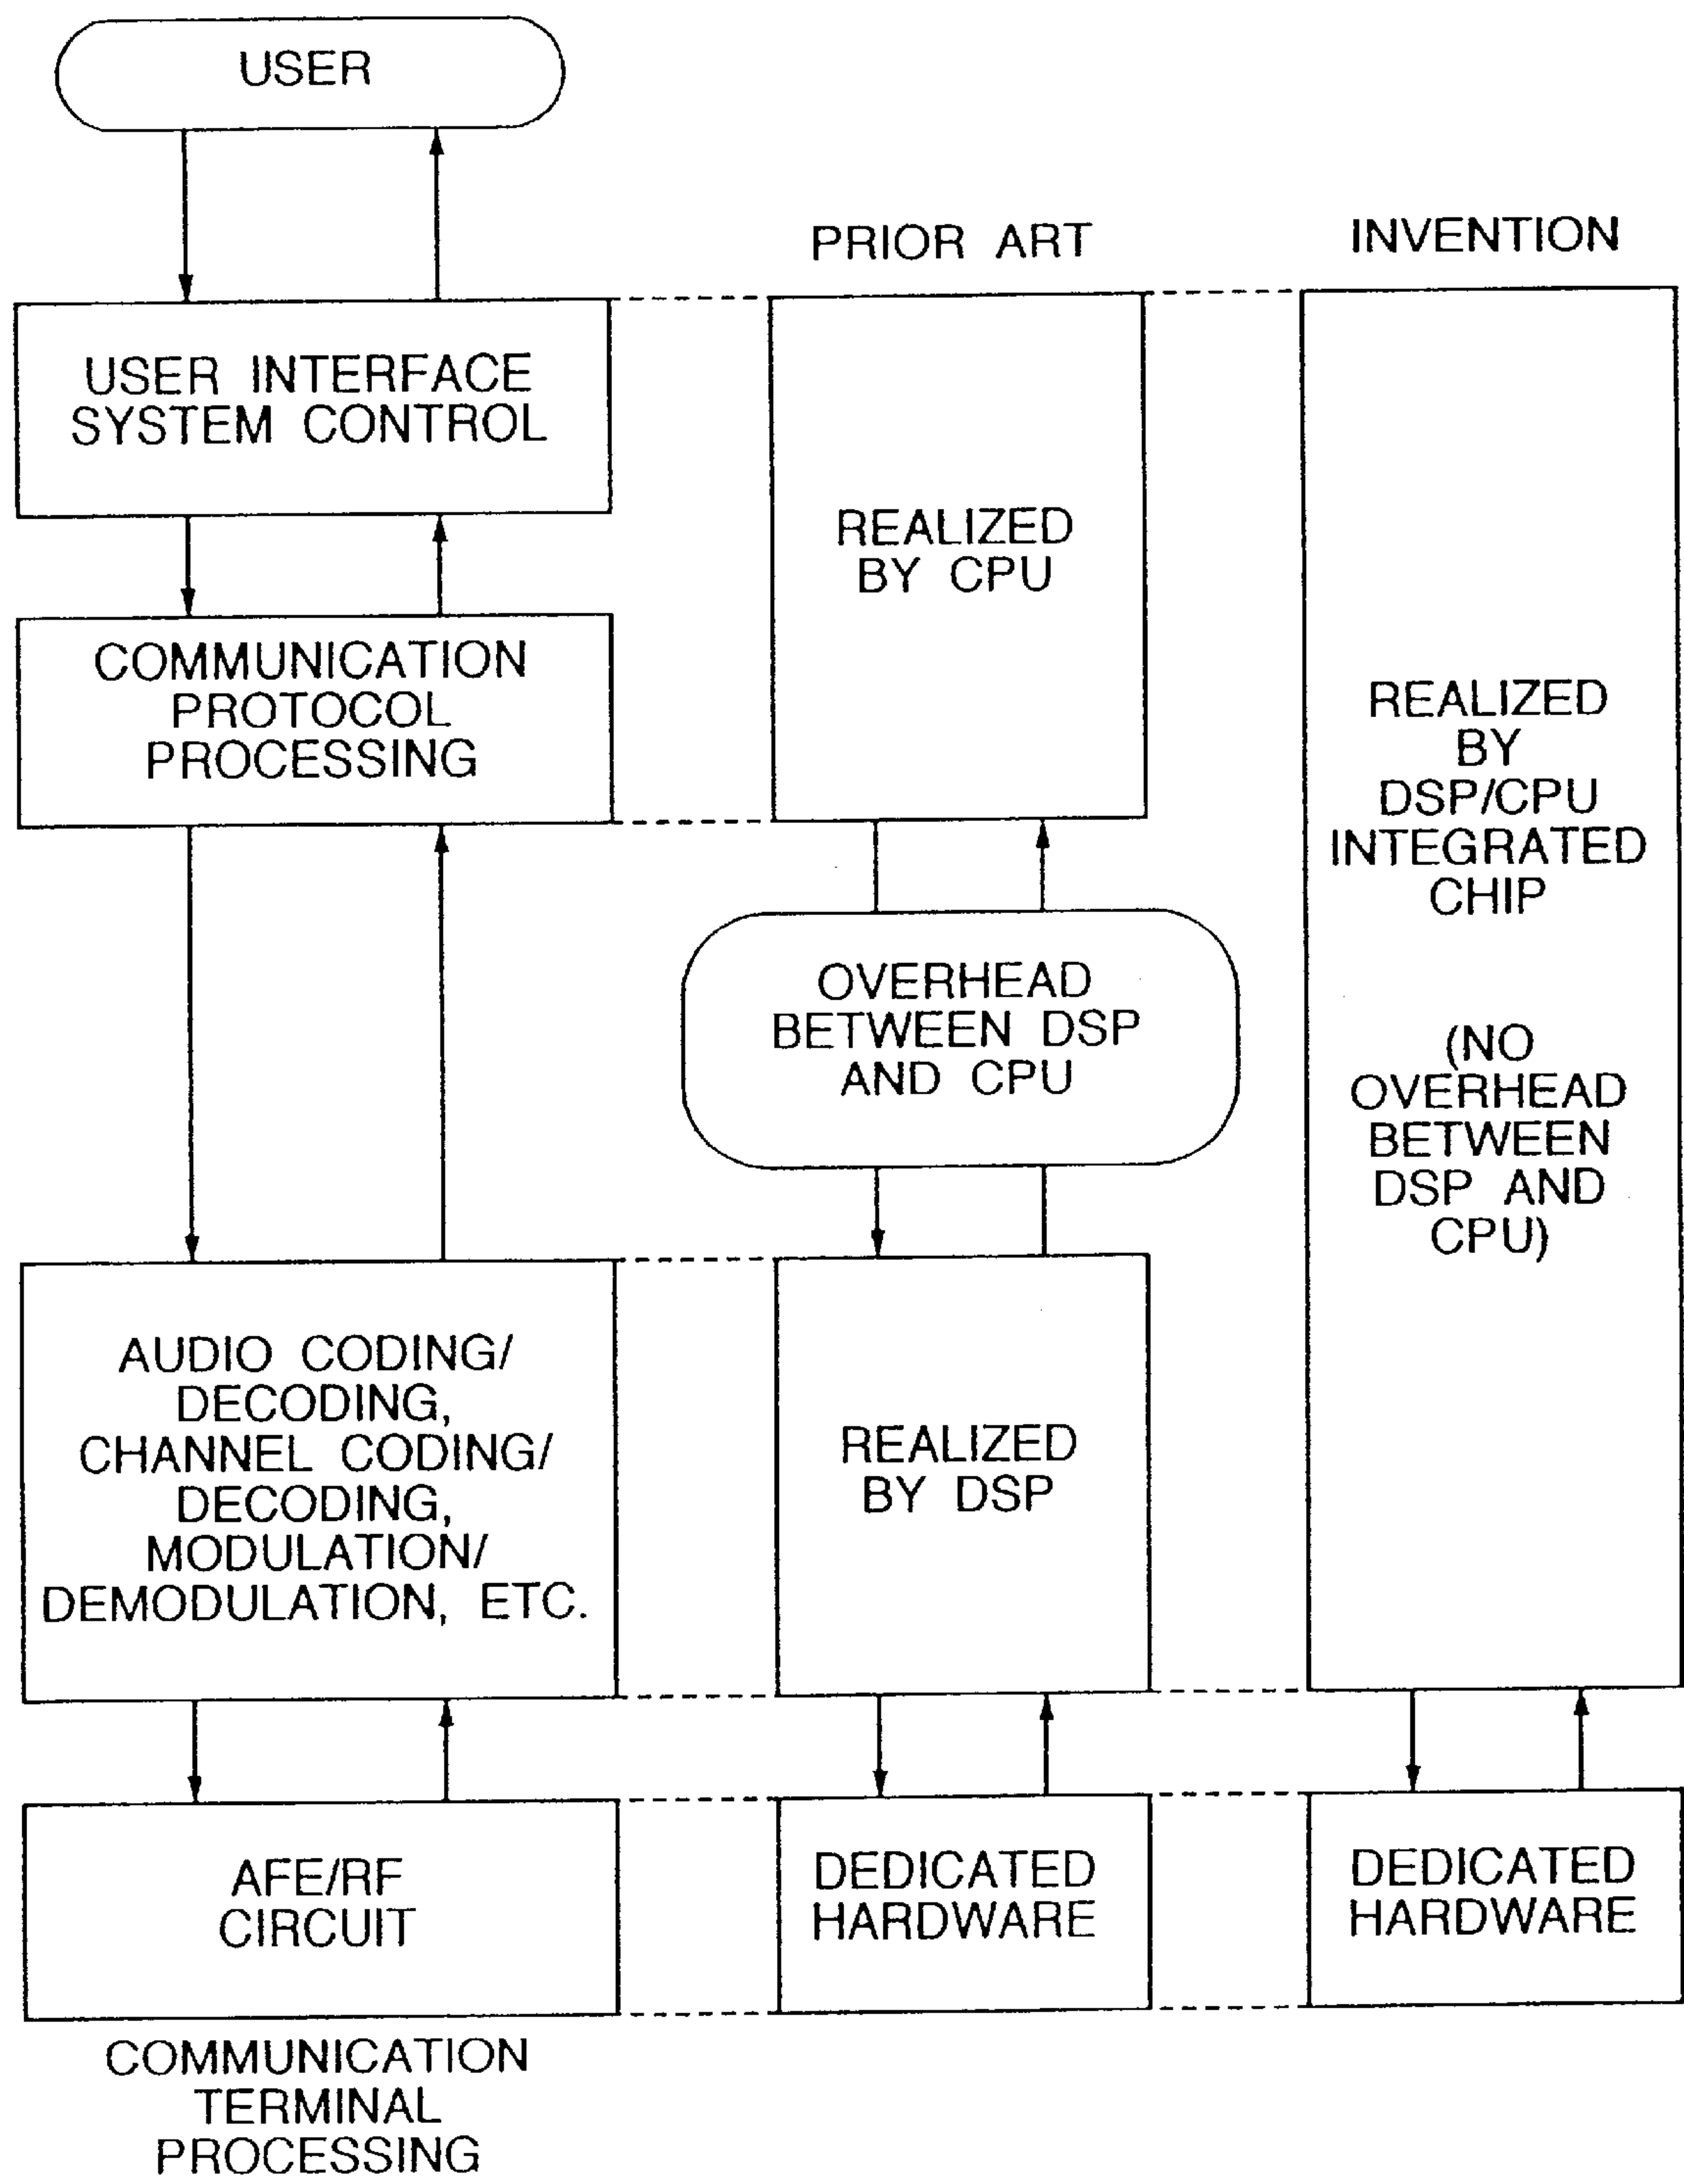 USER
PRIOR ART
INVENTION
USER INTERFACE
SYSTEM CONTROL
COMMUNICATION
PROTOCOL
PROCESSING
AUDIO CODING/
DECODING,
CHANNEL CODING/
DECODING,
MODULATION/
DEMODULATION, ETC.
AFE/RF
CIRCUIT
COMMUNICATION
TERMINAL
PROCESSING
REALIZED
BY CPU
OVERHEAD
BETWEEN DSP
AND CPU
REALIZED
BY DSP
DEDICATED
HARDWARE
REALIZED
BY
DSP/CPU
INTEGRATED
CHIP
(NO
OVERHEAD
BETWEEN
DSP AND
CPU)
DEDICATED
HARDWARE